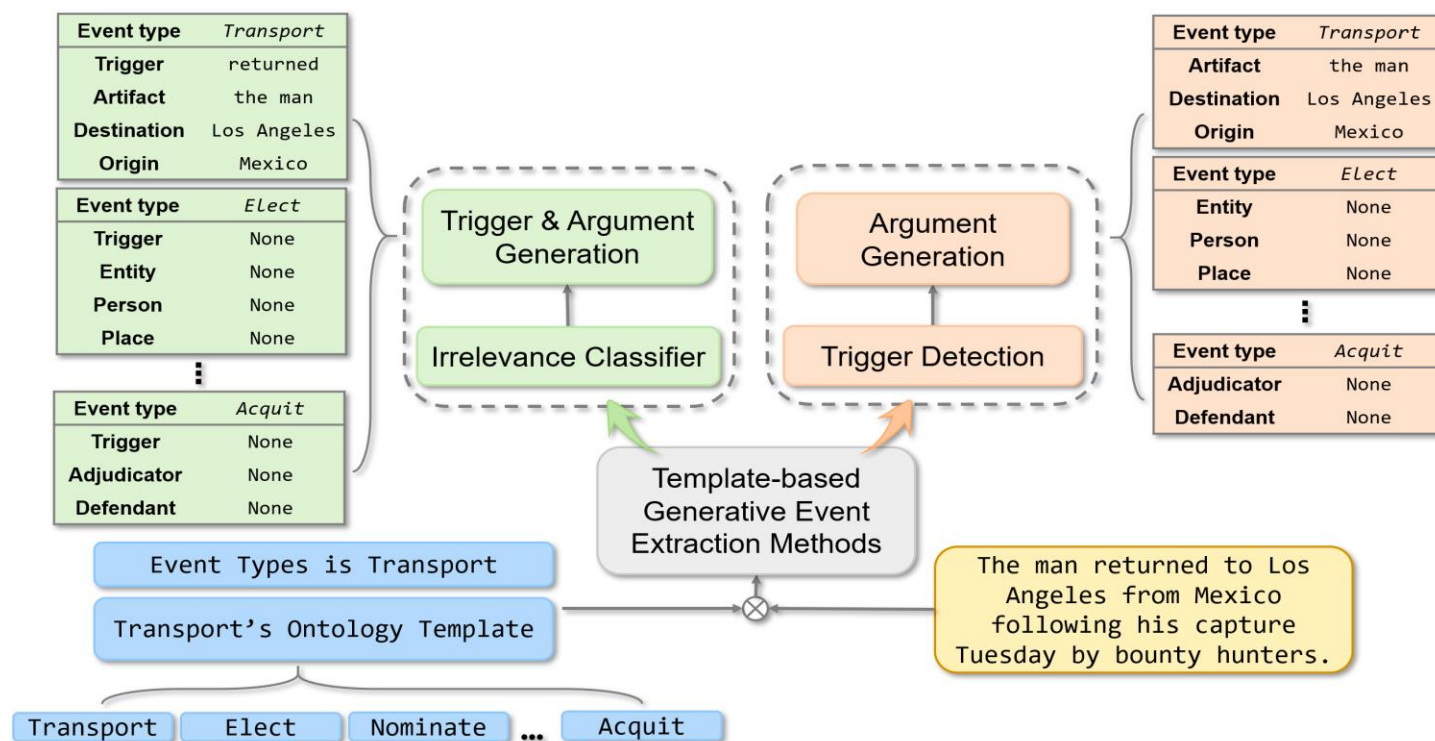 Event type Transport
Trigger returned
Artifact the man
Destination Los Angeles
Origin Mexico
Event type Elect
Trigger None
Entity None
Person None
Place None
Event type Acquit
Trigger None
Adjudicator None
Defendant None
Trigger & Argument
Generation
Irrelevance Classifier
Argument
Generation
Trigger Detection
Event type Transport
Artifact the man
Destination Los Angeles
Origin Mexico
Event type Elect
Entity None
Person None
Place None
Event type Acquit
Adjudicator None
Defendant None
Template-based
Generative Event
Extraction Methods
Event Types is Transport
Transport's Ontology Template
Transport Elect Nominate ... Acquit
The man returned to Los
Angeles from Mexico
following his capture
Tuesday by bounty hunters.